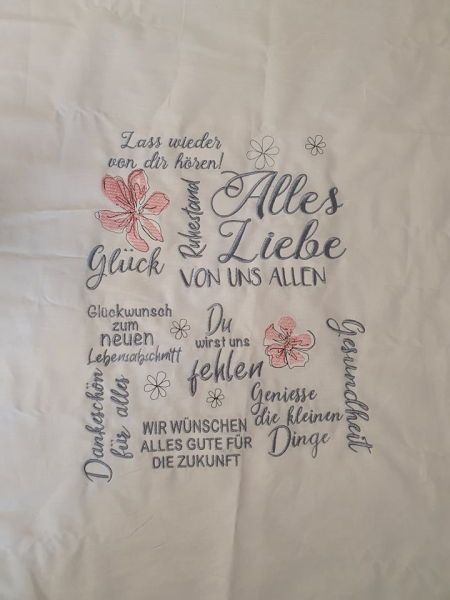 Lass wieder
von dir hören!
Ruhestand
Alles
Liebe
VON UNS ALLEN
Glück
Glückwunsch
zum
neuen
Lebensabschnitt
Du
wirst uns
fehlen
Gesundheit
Dankeschön
für alles
Geniesse
die kleinen
Dinge
WIR WÜNSCHEN
ALLES GUTE FÜR
DIE ZUKUNFT